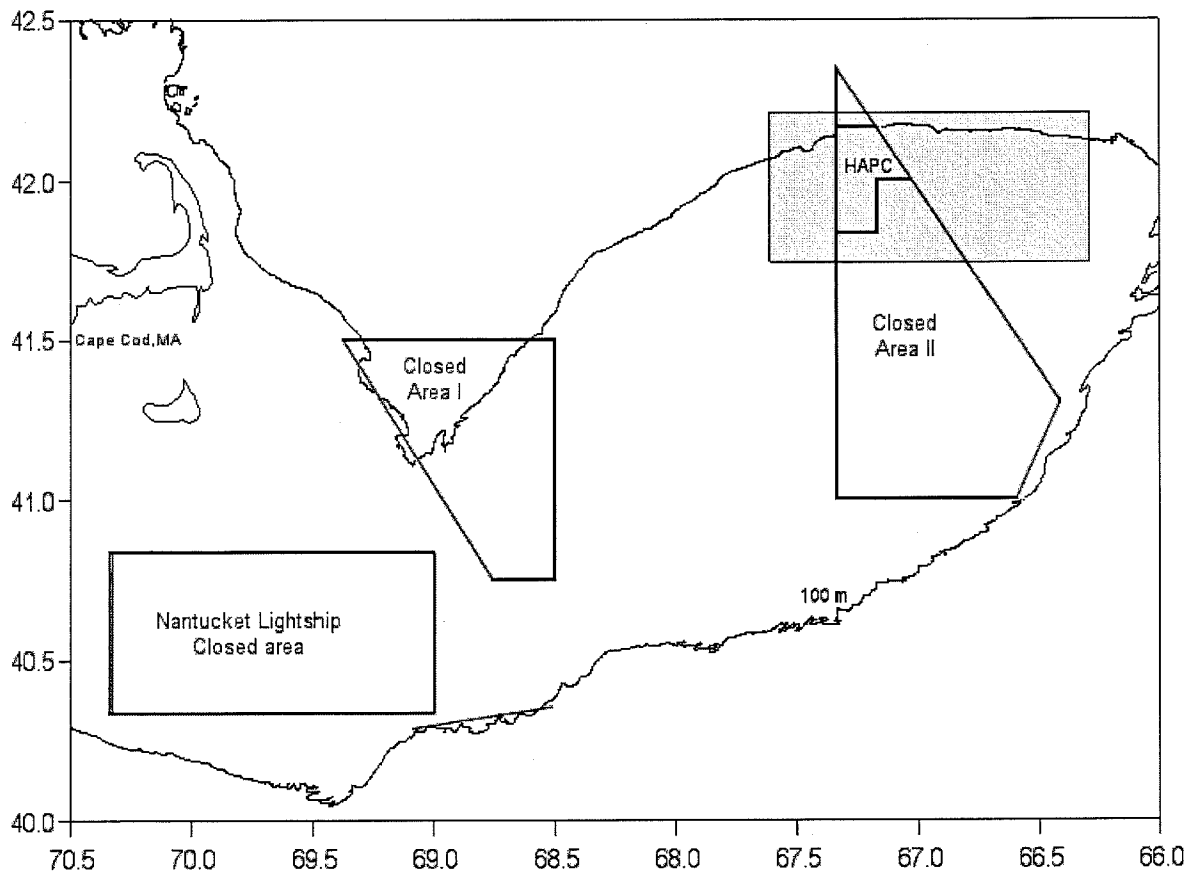 42.5
42.0
HAPC
41.5
Cape Cod,MA
Closed
Area I
Closed
Area II
41.0
100 m
Nantucket Lightship
Closed area
40.5
40.0
70.5 70.0 69.5 69.0 68.5 68.0 67.5 67.0 66.5 66.0